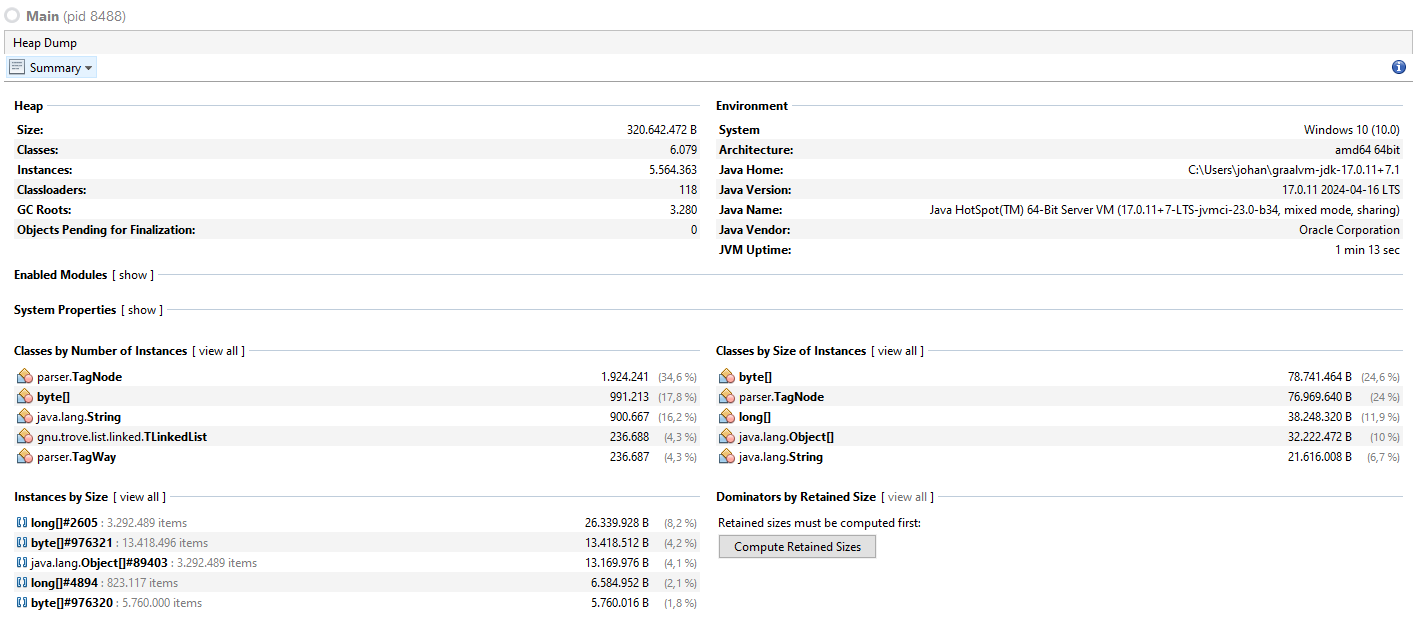 Main (pid 8488)
Heap Dump
Summary
Heap
Size: 320.642.472 B
Classes: 6.079
Instances: 5.564.363
Classloaders: 118
GC Roots: 3.280
Objects Pending for Finalization: 0
Environment
System Windows 10 (10.0)
Architecture: amd64 64bit
Java Home: C:\Users\johan\graalvm-jdk-17.0.11+7.1
Java Version: 17.0.11 2024-04-16 LTS
Java Name: Java HotSpot(TM) 64-Bit Server VM (17.0.11+7-LTS-jvmci-23.0-b34, mixed mode, sharing)
Java Vendor: Oracle Corporation
JVM Uptime: 1 min 13 sec
Enabled Modules [ show ]
System Properties [ show ]
Classes by Number of Instances [ view all ]
parser.TagNode 1.924.241 (34,6 %)
byte[] 991.213 (17,8 %)
java.lang.String 900.667 (16,2 %)
gnu.trove.list.linked.TLinkedList 236.688 (4,3 %)
parser.TagWay 236.687 (4,3 %)
Classes by Size of Instances [ view all ]
byte[] 78.741.464 B (24,6 %)
parser.TagNode 76.969.640 B (24 %)
long[] 38.248.320 B (11,9 %)
java.lang.Object[] 32.222.472 B (10 %)
java.lang.String 21.616.008 B (6,7 %)
Instances by Size [ view all ]
long[]#2605 : 3.292.489 items 26.339.928 B (8,2 %)
byte[]#976321 : 13.418.496 items 13.418.512 B (4,2 %)
java.lang.Object[]#89403 : 3.292.489 items 13.169.976 B (4,1 %)
long[]#4894 : 823.117 items 6.584.952 B (2,1 %)
byte[]#976320 : 5.760.000 items 5.760.016 B (1,8 %)
Dominators by Retained Size [ view all ]
Retained sizes must be computed first:
Compute Retained Sizes